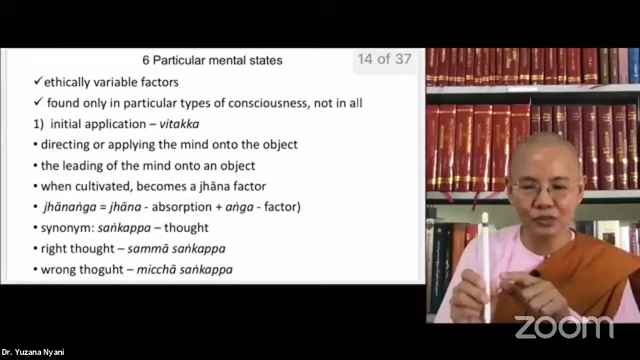 6 Particular mental states
14 of 37
✓ethically variable factors
✓ found only in particular types of consciousness, not in all
1) initial application – vitakka
• directing or applying the mind onto the object
• the leading of the mind onto an object
• when cultivated, becomes a jhāna factor
• jhānaṅga = jhāna - absorption + aṅga - factor)
• synonym: saṅkappa – thought
• right thought – sammā saṅkappa
• wrong thoguht – micchā saṅkappa
zoom
Dr. Yuzana Nyani